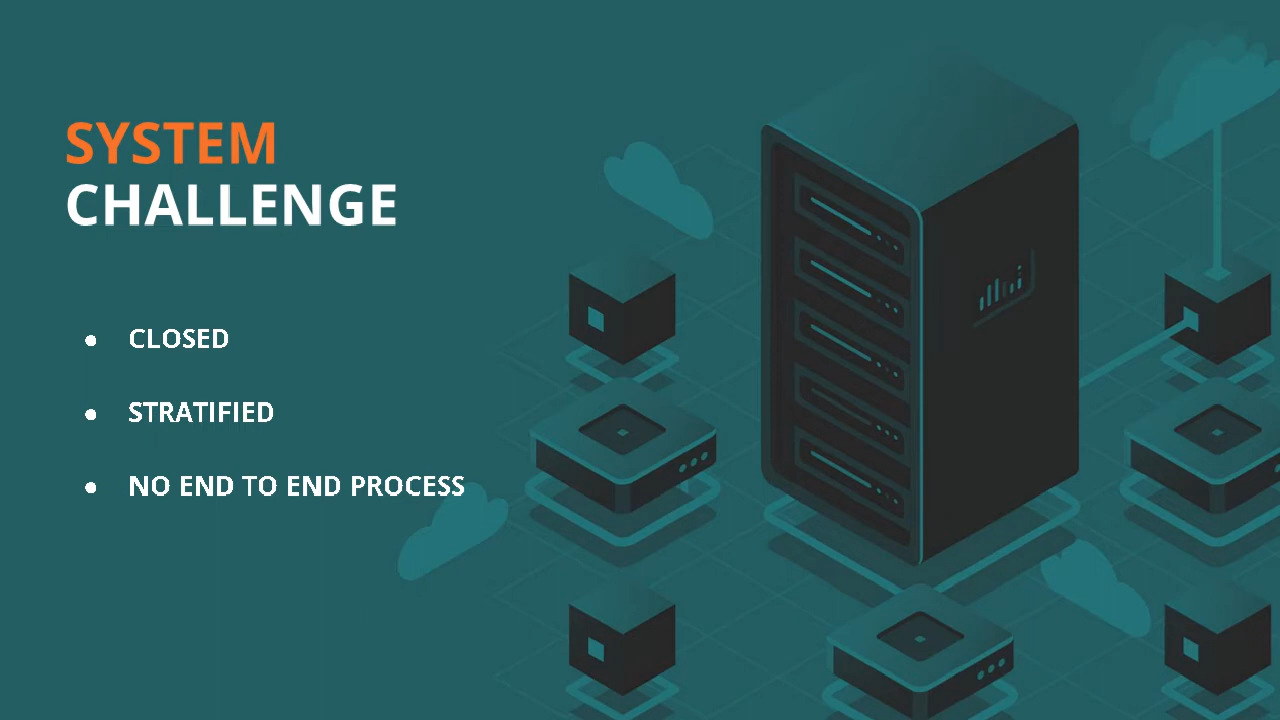 SYSTEM
CHALLENGE
• CLOSED
• STRATIFIED
• NO END TO END PROCESS